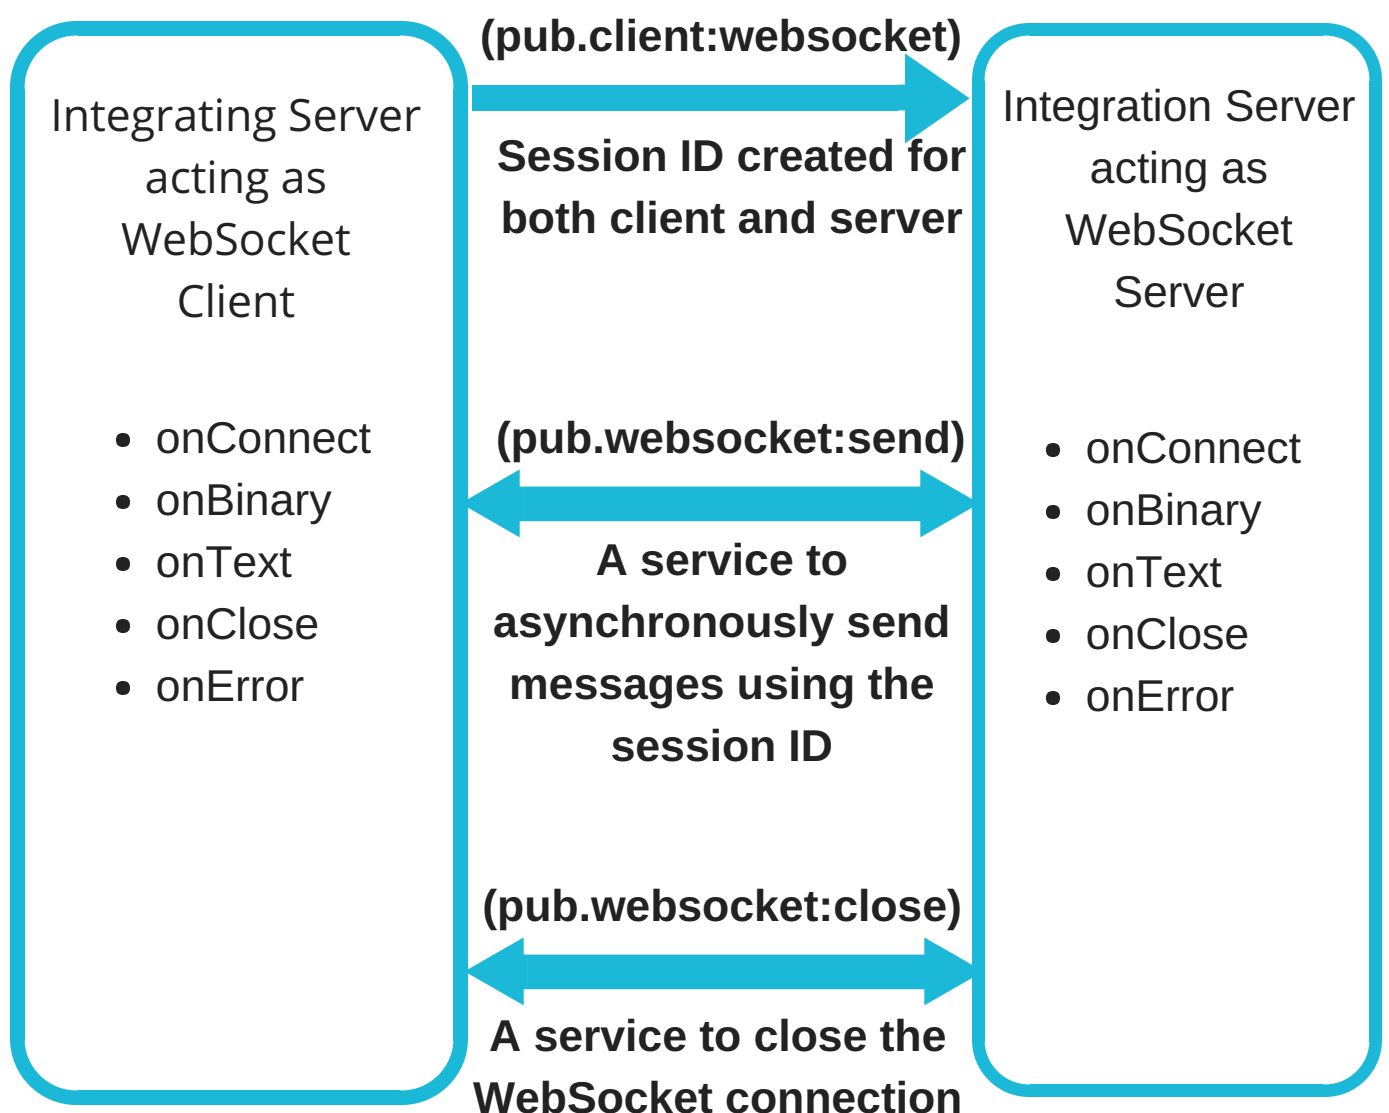 Integrating Server
acting as
WebSocket
Client
• onConnect
• onBinary
• onText
• onClose
• onError
(pub.client:websocket)
Session ID created for
both client and server
(pub.websocket:send)
A service to
asynchronously send
messages using the
session ID
(pub.websocket:close)
A service to close the
WebSocket connection
Integration Server
acting as
WebSocket
Server
• onConnect
• onBinary
• onText
• onClose
• onError